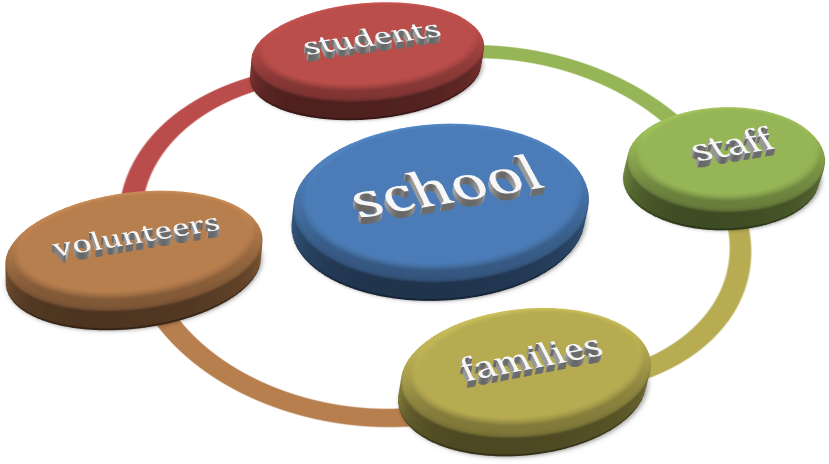 students
staff
school
volunteers
families